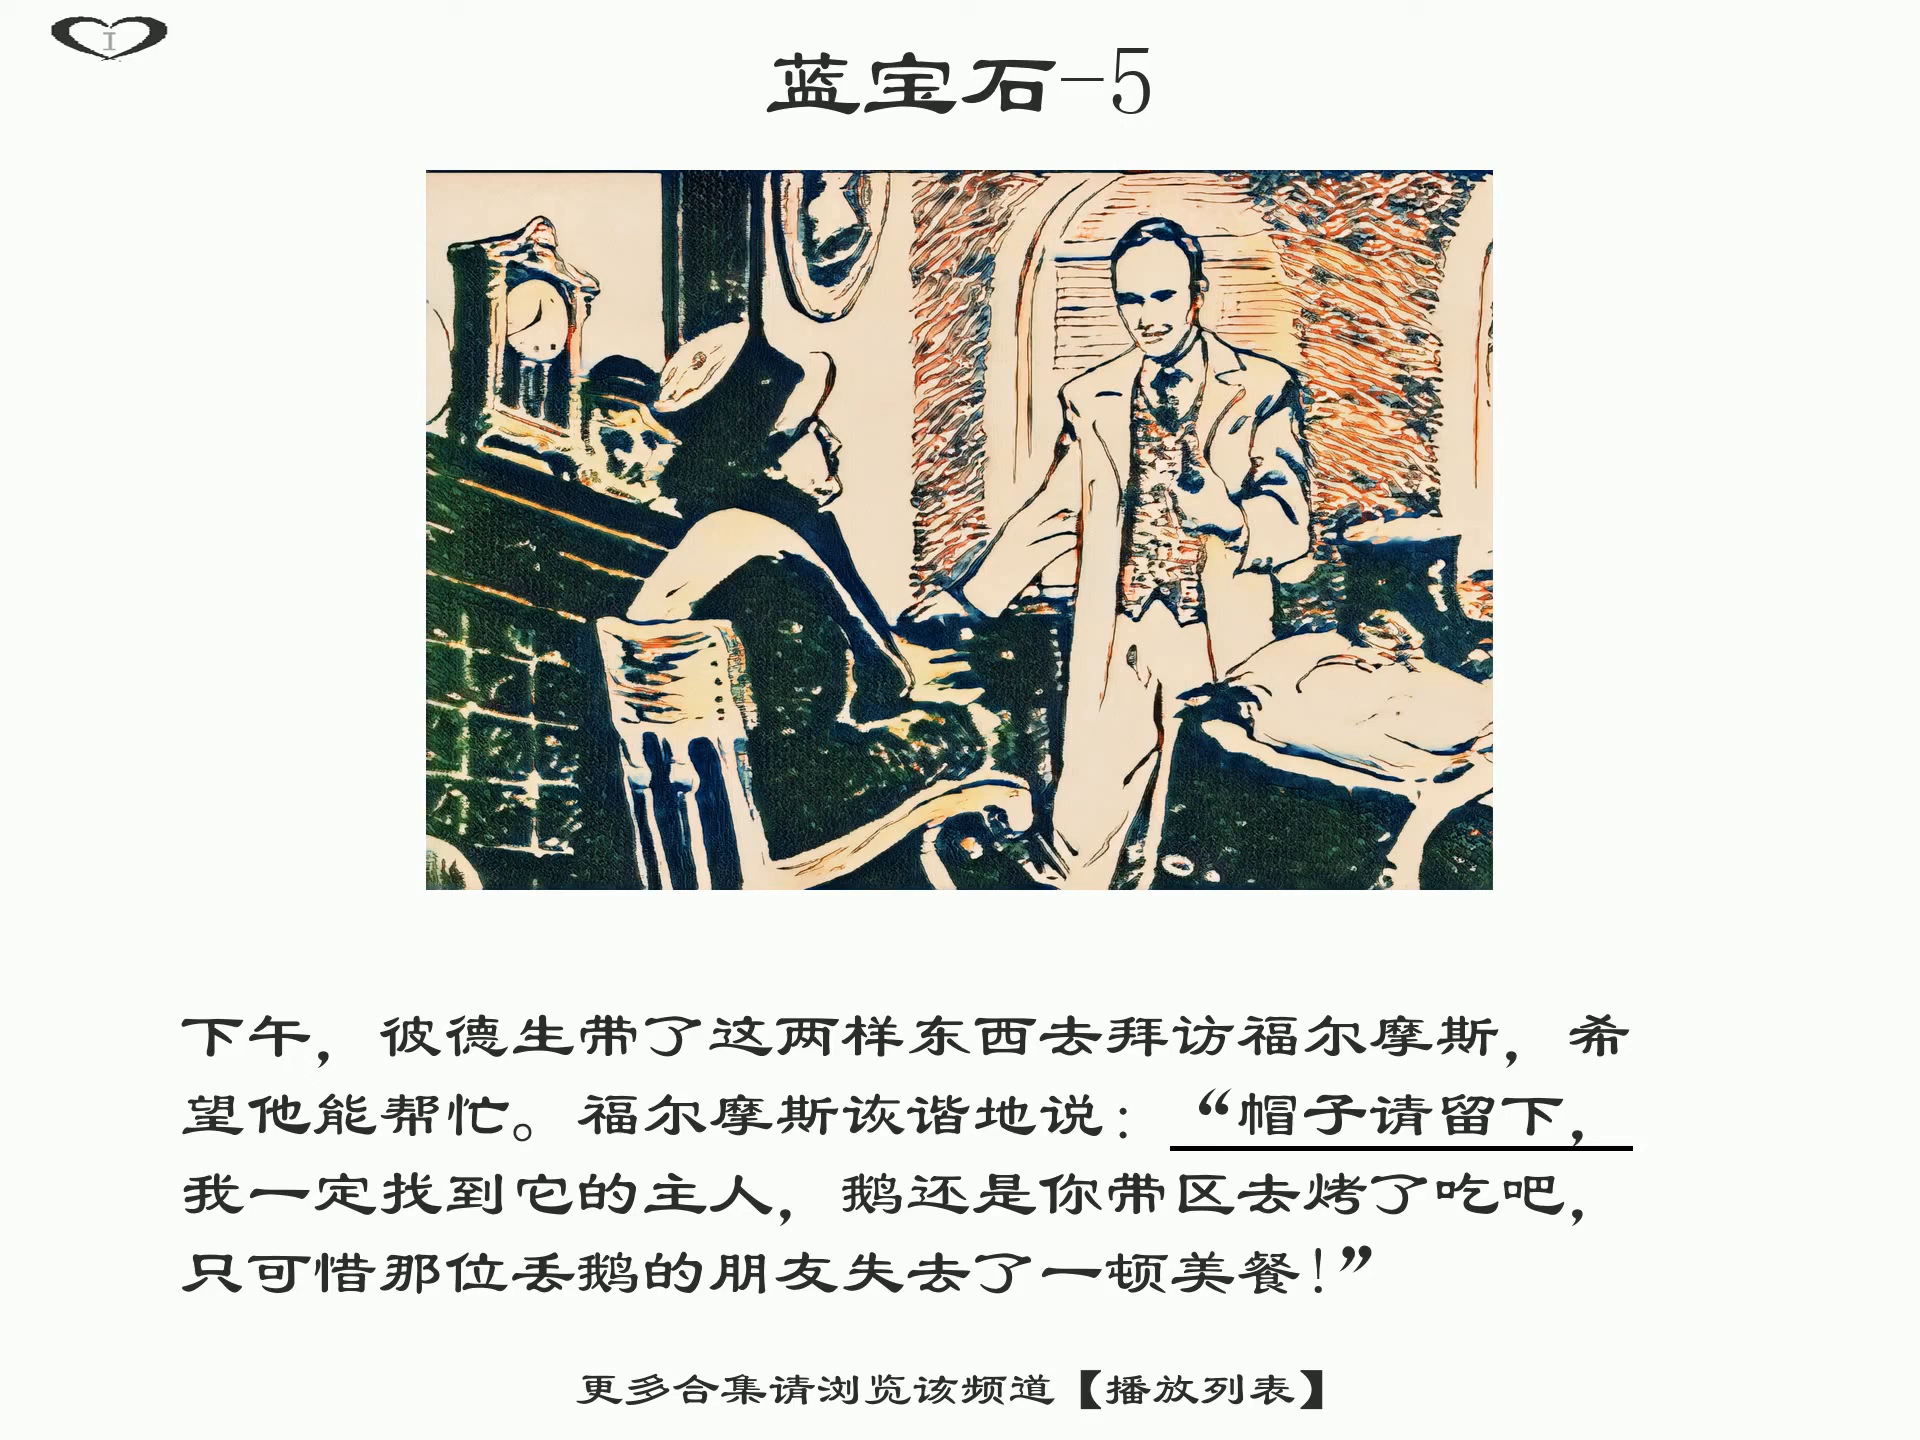 I
蓝宝石-5
下午，彼德生带了这两样东西去拜访福尔摩斯，希
望他能帮忙。福尔摩斯诙谐地说：“帽子请留下，
我一定找到它的主人，鹅还是你带区去烤了吃吧，
只可惜那位丢鹅的朋友失去了一顿美餐！”
更多合集请浏览该频道【播放列表】